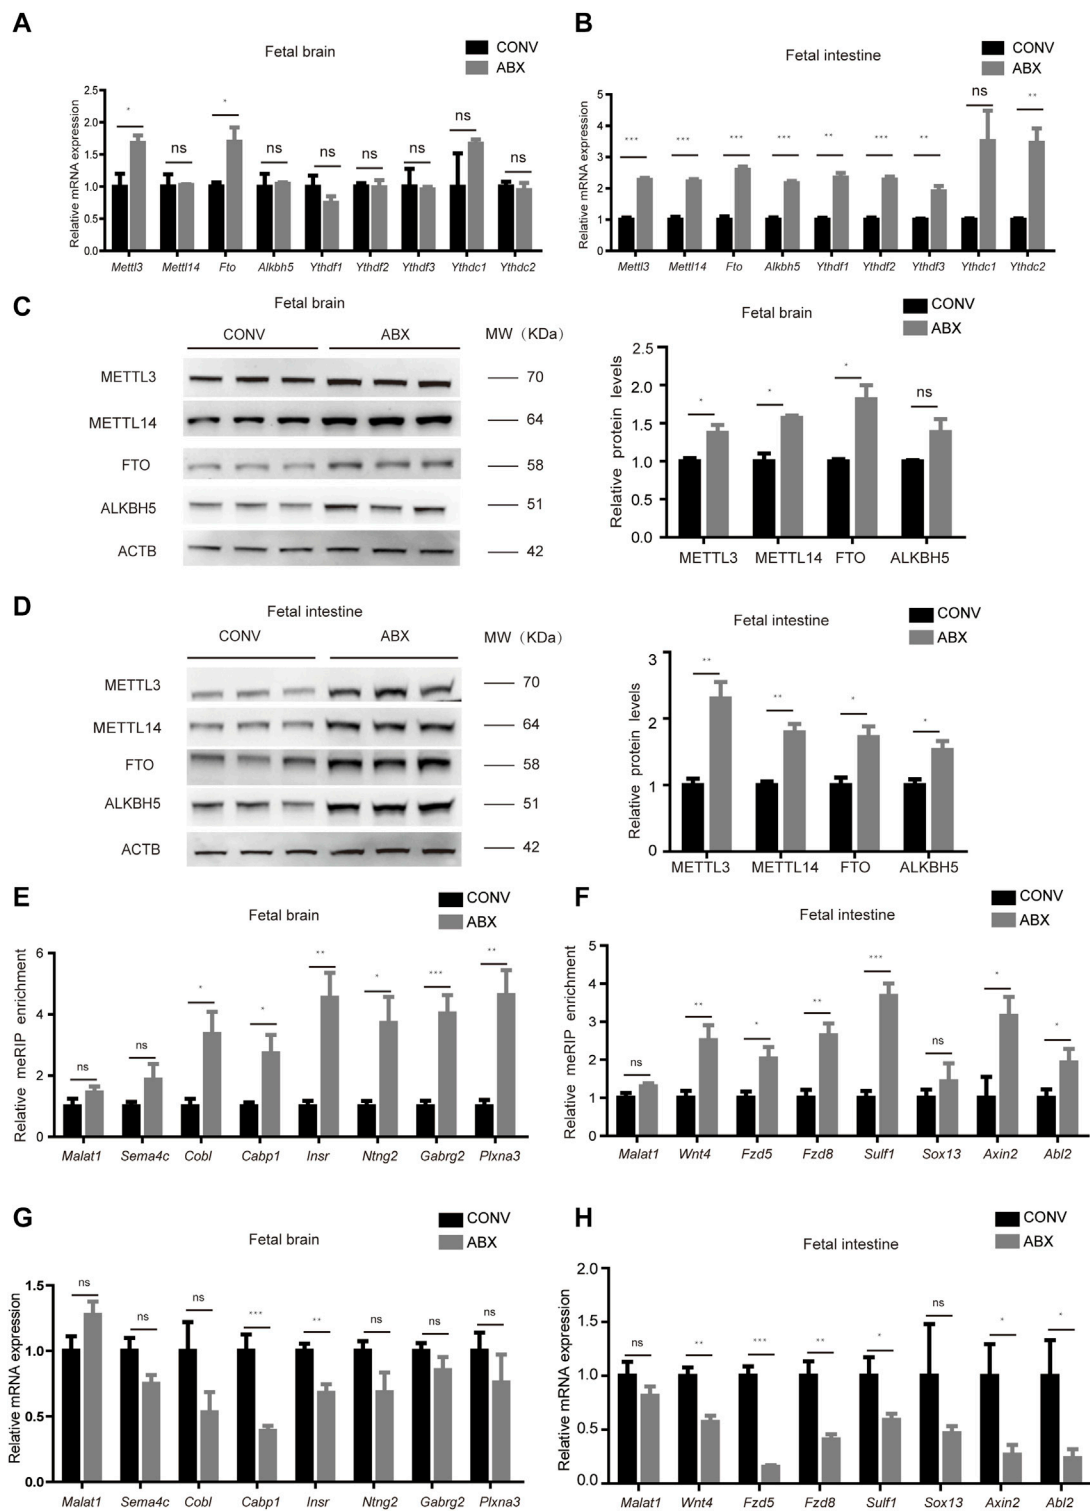 A
Fetal brain
CONV
ABX
Relative mRNA expression
2.5
2.0
1.5
1.0
0.5
0.0
* ns * ns ns ns ns ns ns
Mettl3 Mettl14 Fto Alkbh5 Ythdf1 Ythdf2 Ythdf3 Ythdc1 Ythdc2
B
Fetal intestine
CONV
ABX
Relative mRNA expression
5
4
3
2
1
0
*** *** *** *** ** *** ** ns **
Mettl3 Mettl14 Fto Alkbh5 Ythdf1 Ythdf2 Ythdf3 Ythdc1 Ythdc2
C
Fetal brain
CONV ABX MW (KDa)
METTL3 70
METTL14 64
FTO 58
ALKBH5 51
ACTB 42
Fetal brain
CONV
ABX
Relative protein levels
2.5
2.0
1.5
1.0
0.5
0.0
* * * ns
METTL3 METTL14 FTO ALKBH5
D
Fetal intestine
CONV ABX MW (KDa)
METTL3 70
METTL14 64
FTO 58
ALKBH5 51
ACTB 42
Fetal intestine
CONV
ABX
Relative protein levels
3
2
1
0
** ** * *
METTL3 METTL14 FTO ALKBH5
E
Fetal brain
CONV
ABX
Relative meRIP enrichment
6
4
2
0
ns ns * * ** * *** **
Malat1 Sema4c Cobl Cabp1 Insr Ntng2 Gabrg2 Plxna3
F
Fetal intestine
CONV
ABX
Relative meRIP enrichment
5
4
3
2
1
0
ns ** * ** *** ns * *
Malat1 Wnt4 Fzd5 Fzd8 Sulf1 Sox13 Axin2 Abl2
G
Fetal brain
CONV
ABX
Relative mRNA expression
1.5
1.0
0.5
0.0
ns ns ns *** ** ns ns ns
Malat1 Sema4c Cobl Cabp1 Insr Ntng2 Gabrg2 Plxna3
H
Fetal intestine
CONV
ABX
Relative mRNA expression
2.0
1.5
1.0
0.5
0.0
ns ** *** ** * ns * *
Malat1 Wnt4 Fzd5 Fzd8 Sulf1 Sox13 Axin2 Abl2